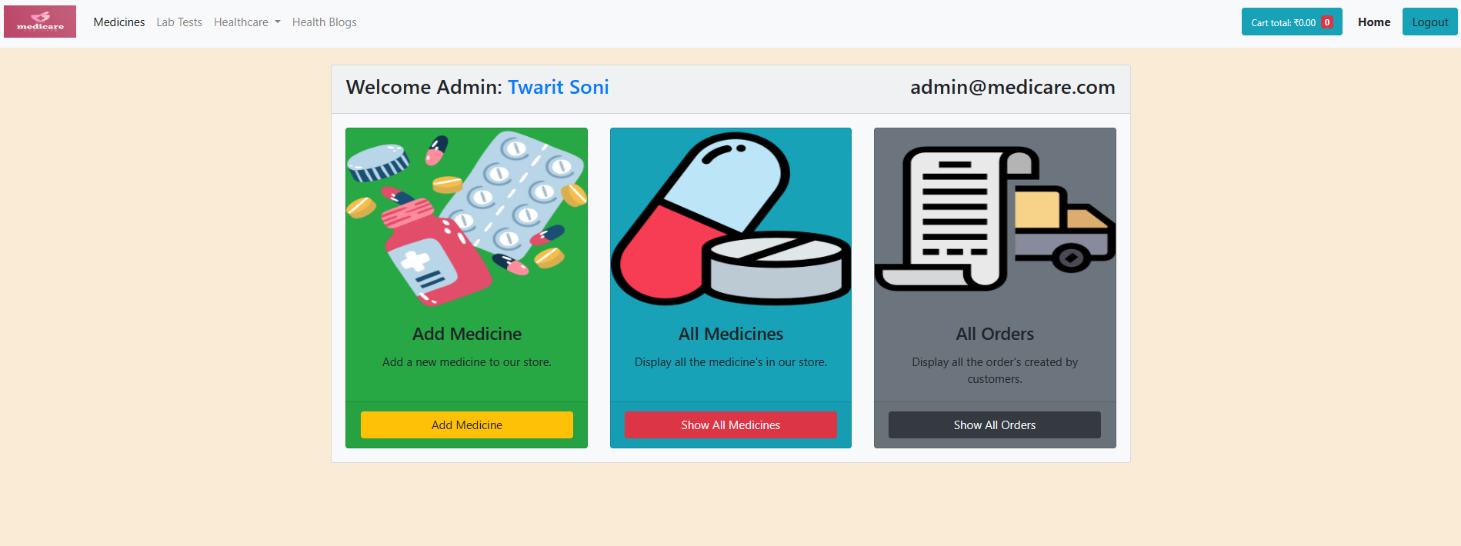 medicare
Medicines Lab Tests Healthcare Health Blogs
Cart total: ₹0.00 0 Home Logout
Welcome Admin: Twarit Soni
admin@medicare.com
Add Medicine
Add a new medicine to our store.
Add Medicine
All Medicines
Display all the medicine's in our store.
Show All Medicines
All Orders
Display all the order's created by
customers.
Show All Orders